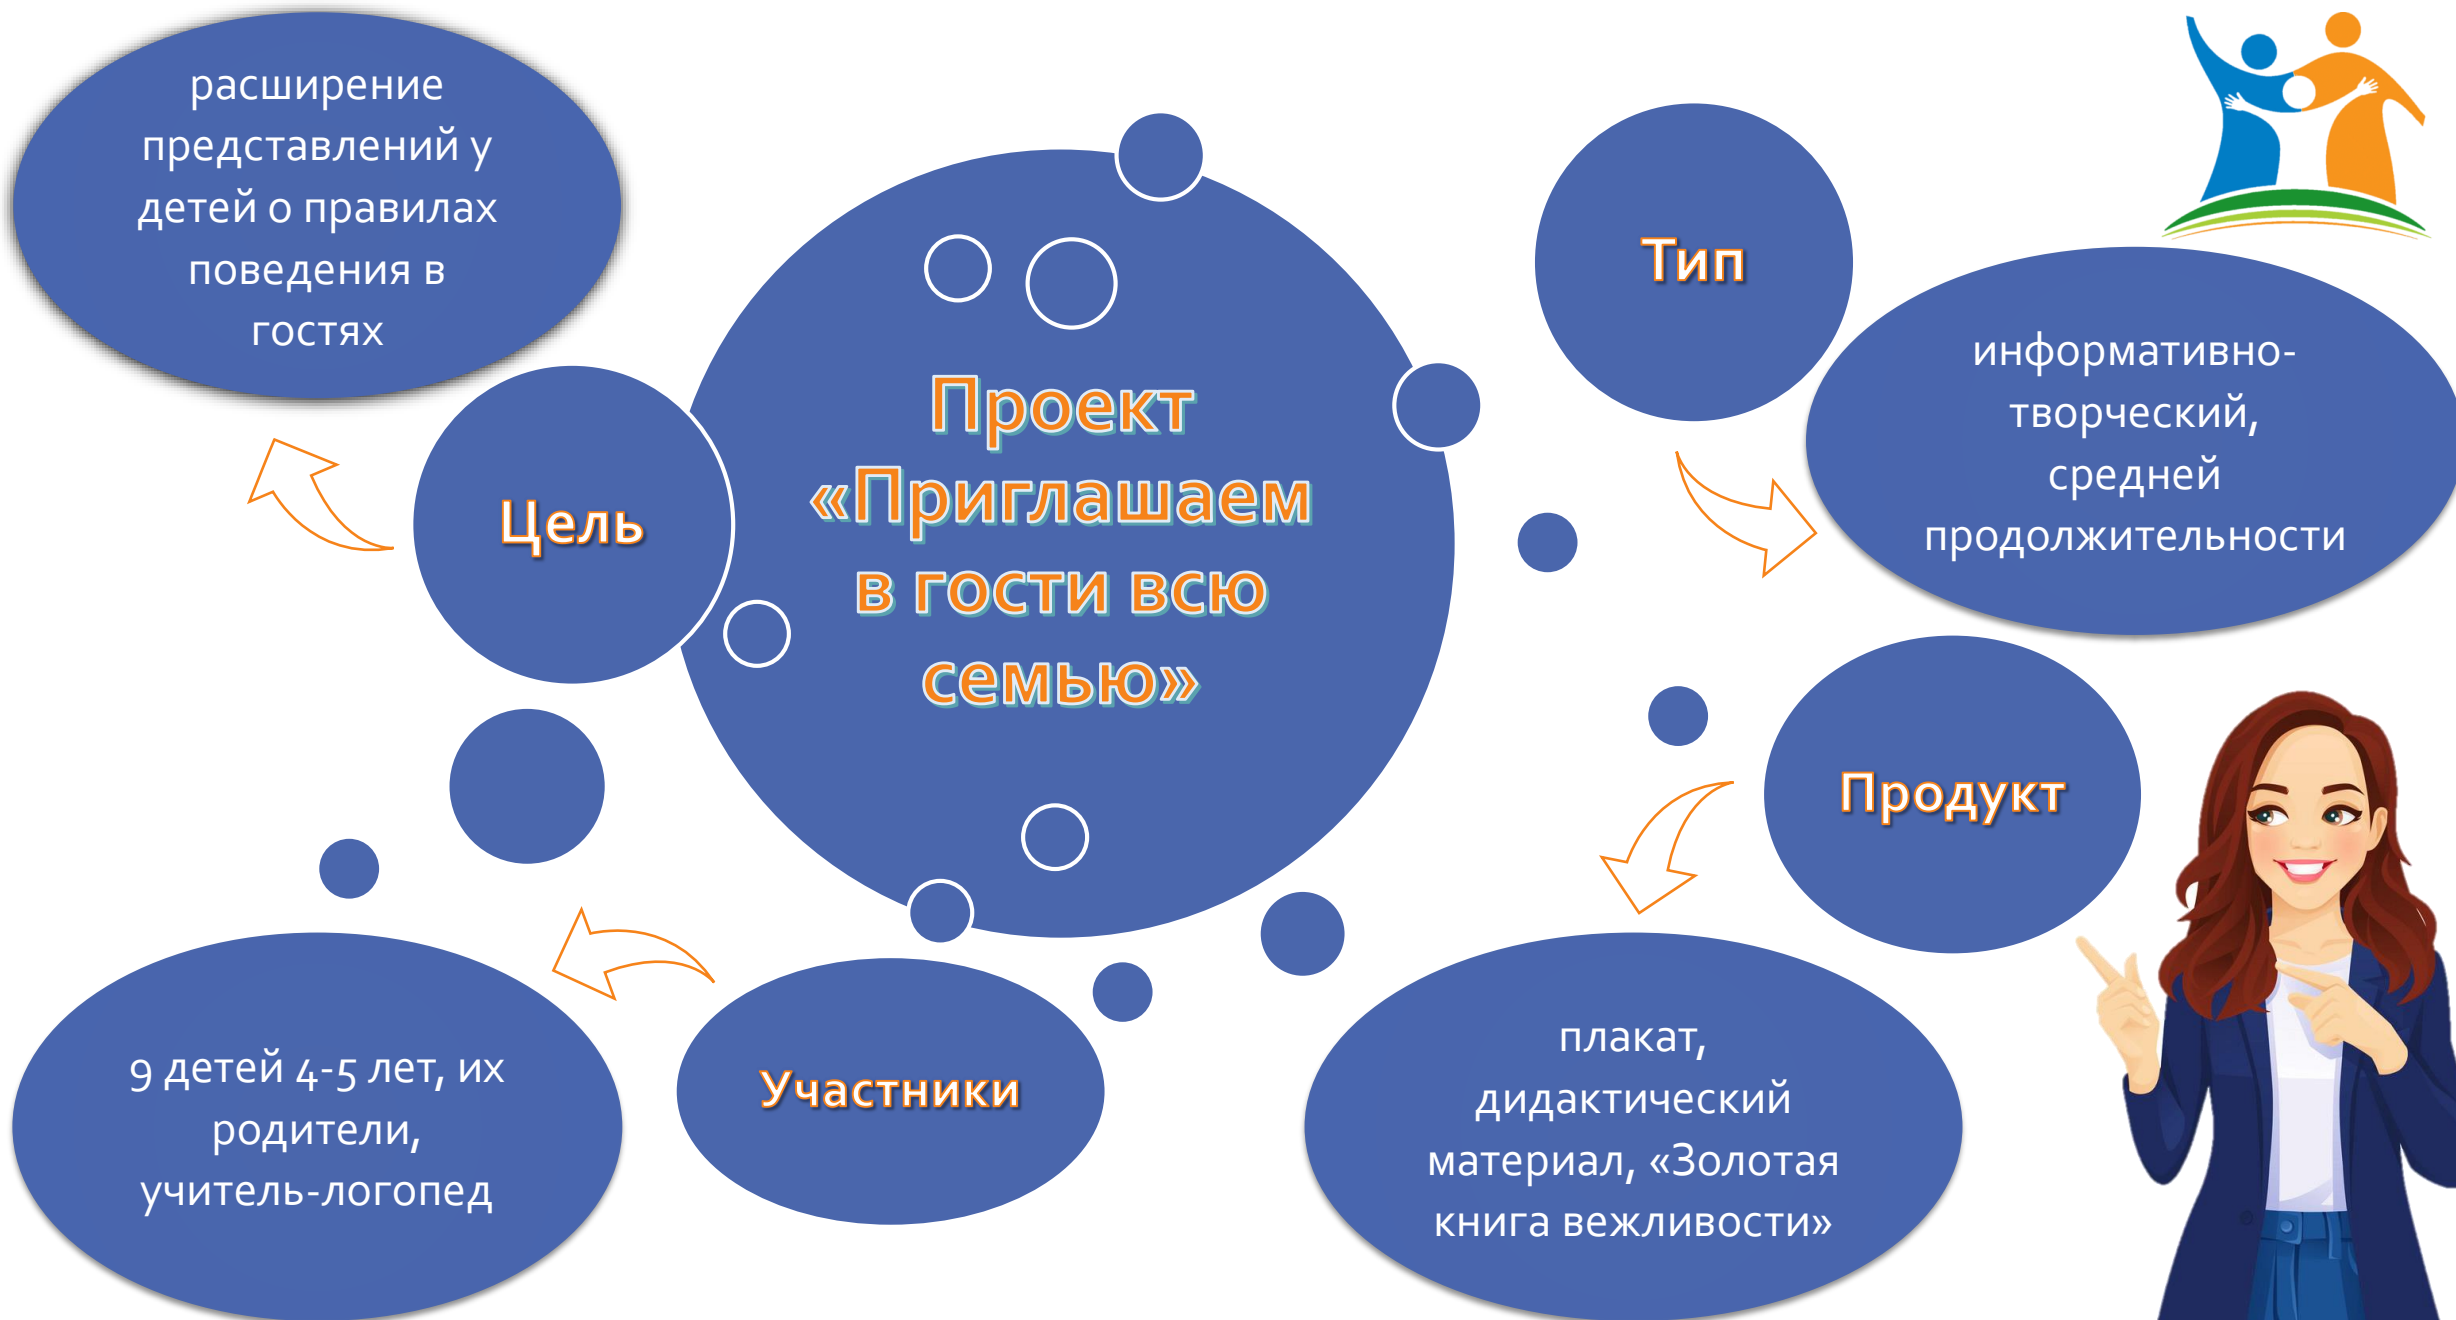 Проект
«Приглашаем
в гости всю
семью»
Цель
расширение
представлений у
детей о правилах
поведения в
гостях
Тип
информативно-
творческий,
средней
продолжительности
Продукт
плакат,
дидактический
материал, «Золотая
книга вежливости»
Участники
9 детей 4-5 лет, их
родители,
учитель-логопед